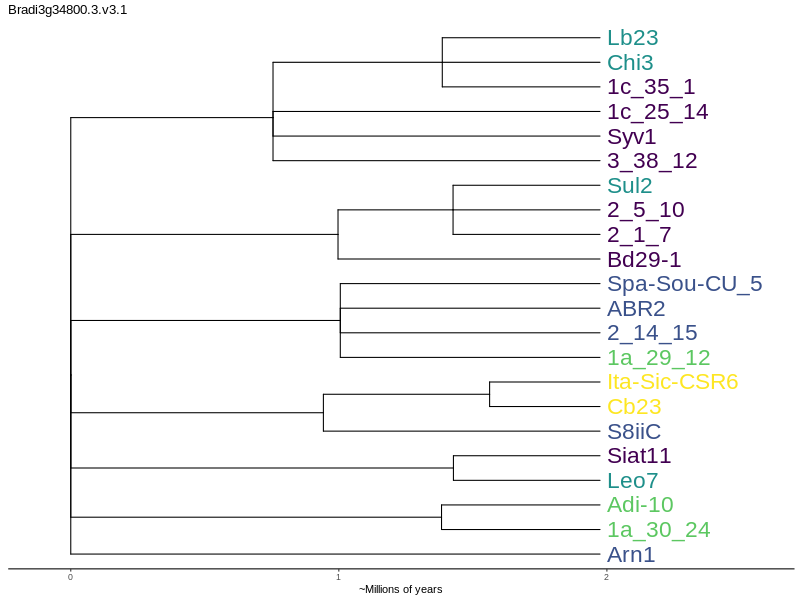 Bradi3g34800.3.v3.1
Lb23
Chi3
1c_35_1
1c_25_14
Syv1
3_38_12
Sul2
2_5_10
2_1_7
Bd29-1
Spa-Sou-CU_5
ABR2
2_14_15
1a_29_12
Ita-Sic-CSR6
Cb23
S8iiC
Siat11
Leo7
Adi-10
1a_30_24
Arn1
0 1 2
~Millions of years